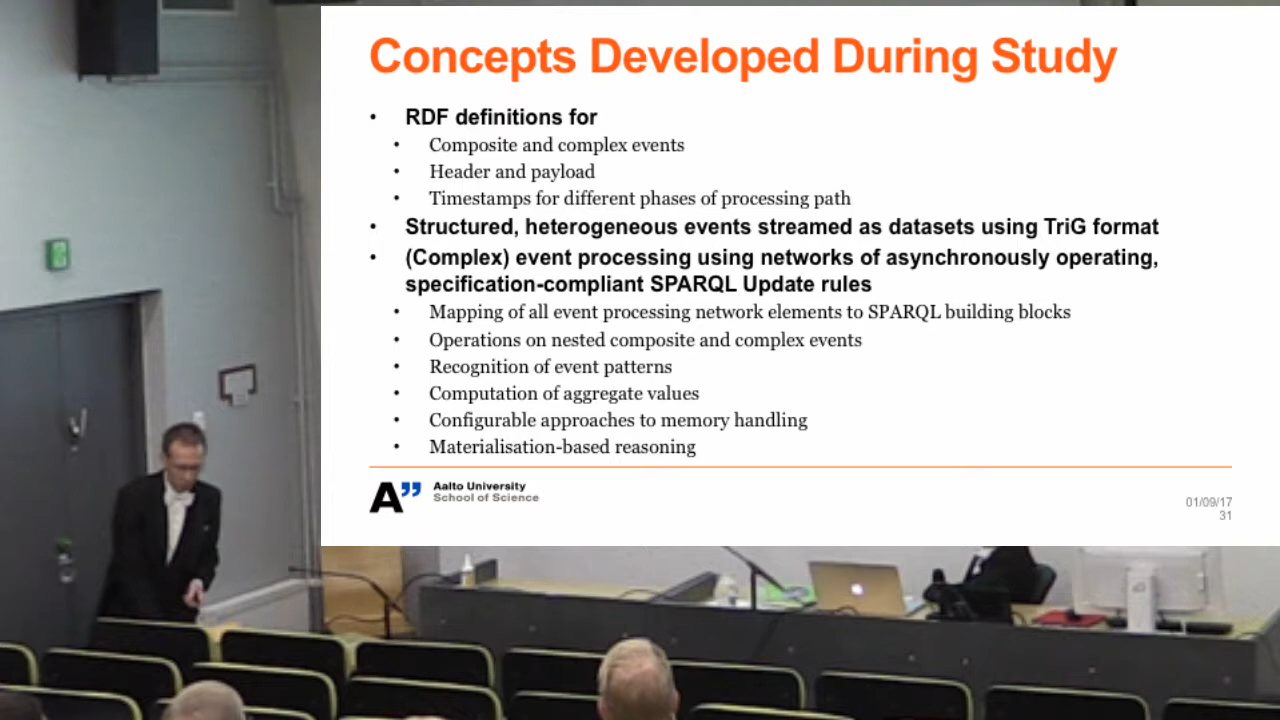 Concepts Developed During Study
• RDF definitions for
• Composite and complex events
• Header and payload
• Timestamps for different phases of processing path
• Structured, heterogeneous events streamed as datasets using TriG format
• (Complex) event processing using networks of asynchronously operating,
specification-compliant SPARQL Update rules
• Mapping of all event processing network elements to SPARQL building blocks
• Operations on nested composite and complex events
• Recognition of event patterns
• Computation of aggregate values
• Configurable approaches to memory handling
• Materialisation-based reasoning
A”
Aalto University
School of Science
01/09/17
31